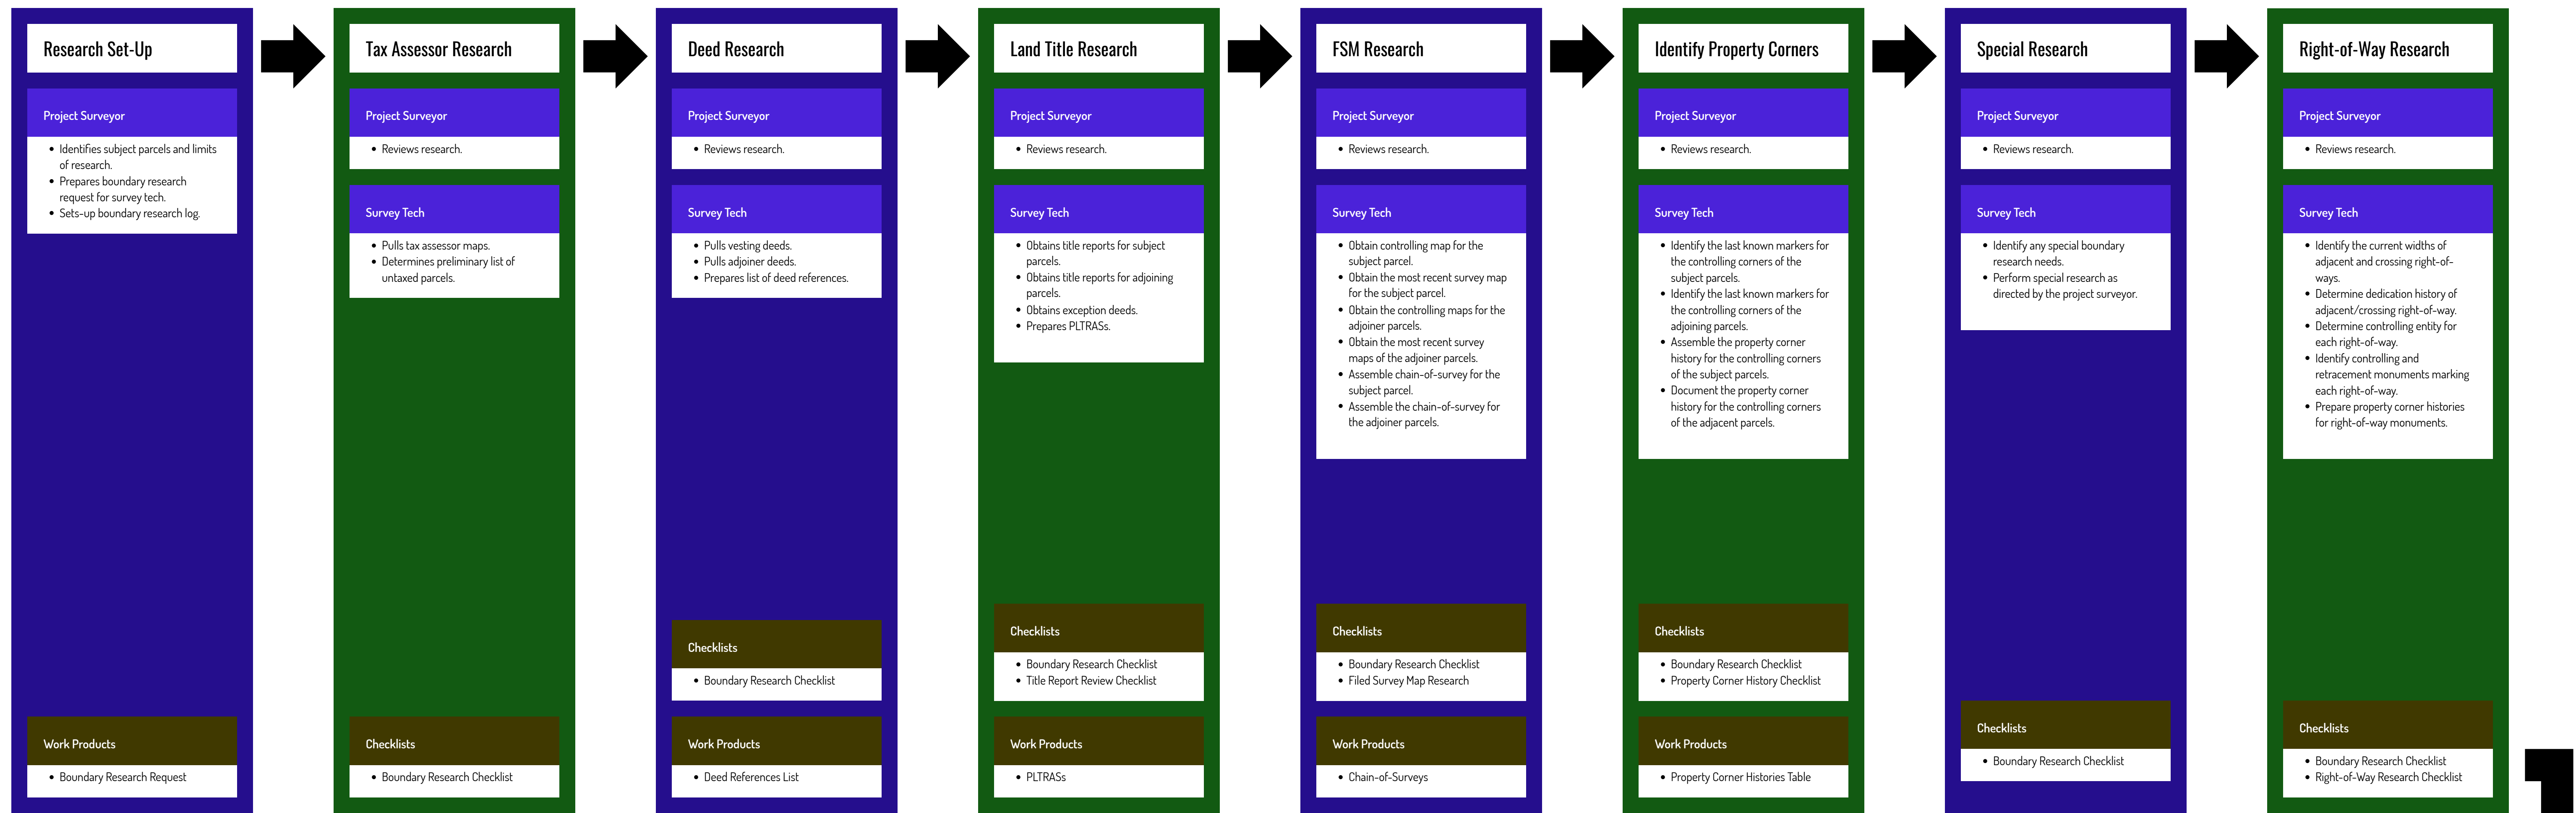 Research Set-Up
Project Surveyor
• Identifies subject parcels and limits
of research.
• Prepares boundary research
request for survey tech.
• Sets-up boundary research log.
Work Products
• Boundary Research Request
Tax Assessor Research
Project Surveyor
• Reviews research.
Survey Tech
• Pulls tax assessor maps.
• Determines preliminary list of
untaxed parcels.
Checklists
• Boundary Research Checklist
Deed Research
Project Surveyor
• Reviews research.
Survey Tech
• Pulls vesting deeds.
• Pulls adjoiner deeds.
• Prepares list of deed references.
Checklists
• Boundary Research Checklist
Work Products
• Deed References List
Land Title Research
Project Surveyor
• Reviews research.
Survey Tech
• Obtains title reports for subject
parcels.
• Obtains title reports for adjoining
parcels.
• Obtains exception deeds.
• Prepares PLTRASs.
Checklists
• Boundary Research Checklist
• Title Report Review Checklist
Work Products
• PLTRASs
FSM Research
Project Surveyor
• Reviews research.
Survey Tech
• Obtain controlling map for the
subject parcel.
• Obtain the most recent survey map
for the subject parcel.
• Obtain the controlling maps for the
adjoiner parcels.
• Obtain the most recent survey
maps of the adjoiner parcels.
• Assemble chain-of-survey for the
subject parcel.
• Assemble the chain-of-survey for
the adjoiner parcels.
Checklists
• Boundary Research Checklist
• Filed Survey Map Research
Work Products
• Chain-of-Surveys
Identify Property Corners
Project Surveyor
• Reviews research.
Survey Tech
• Identify the last known markers for
the controlling corners of the
subject parcels.
• Identify the last known markers for
the controlling corners of the
adjoining parcels.
• Assemble the property corner
history for the controlling corners
of the subject parcels.
• Document the property corner
history for the controlling corners
of the adjacent parcels.
Checklists
• Boundary Research Checklist
• Property Corner History Checklist
Work Products
• Property Corner Histories Table
Special Research
Project Surveyor
• Reviews research.
Survey Tech
• Identify any special boundary
research needs.
• Perform special research as
directed by the project surveyor.
Checklists
• Boundary Research Checklist
Right-of-Way Research
Project Surveyor
• Reviews research.
Survey Tech
• Identify the current widths of
adjacent and crossing right-of-
ways.
• Determine dedication history of
adjacent/crossing right-of-way.
• Determine controlling entity for
each right-of-way.
• Identify controlling and
retracement monuments marking
each right-of-way.
• Prepare property corner histories
for right-of-way monuments.
Checklists
• Boundary Research Checklist
• Right-of-Way Research Checklist